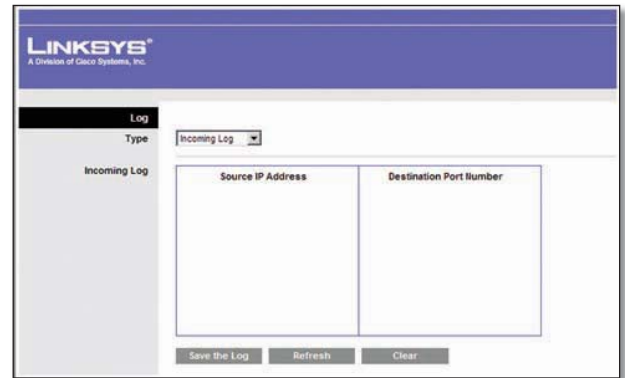 LINKSYS®
A Division of Cisco Systems, Inc.
Log
Type
Incoming Log
Incoming Log
Source IP Address
Destination Port Number
Save the Log
Refresh
Clear